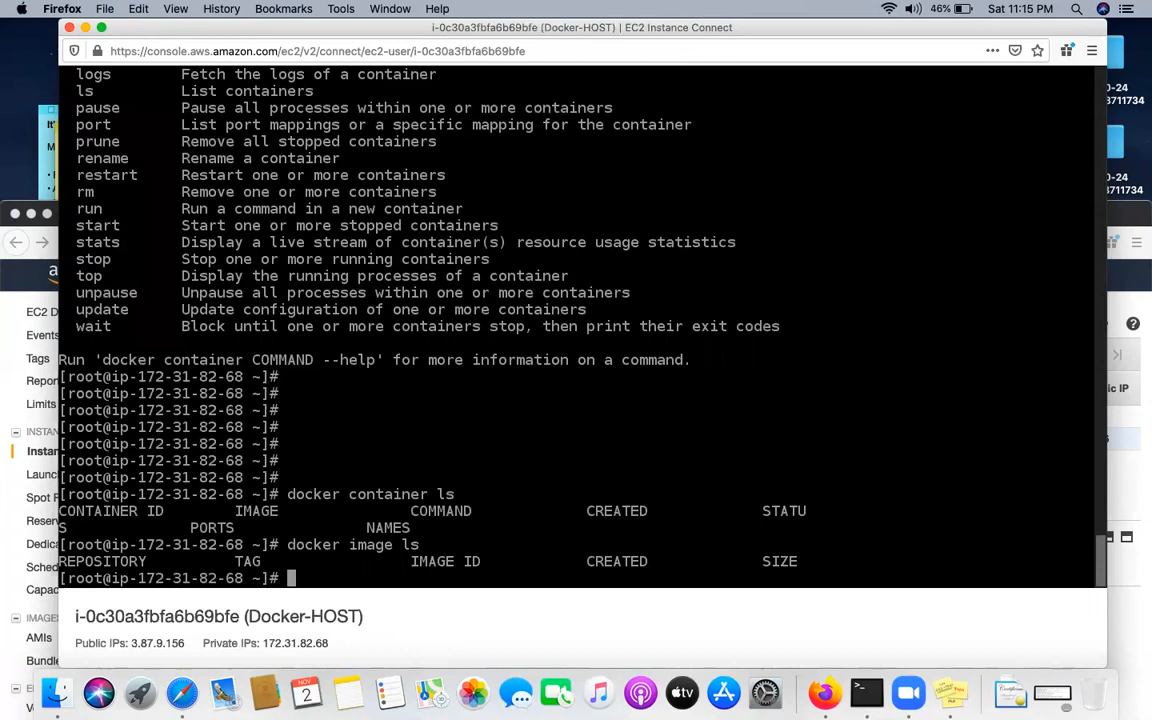 Firefox File Edit View History Bookmarks Tools Window Help 46% Sat 11:15 PM
i-0c30a3fbfa6b69bfe (Docker-HOST) | EC2 Instance Connect
https://console.aws.amazon.com/ec2/v2/connect/ec2-user/i-0c30a3fbfa6b69bfe
logs Fetch the logs of a container
ls List containers
pause Pause all processes within one or more containers
port List port mappings or a specific mapping for the container
prune Remove all stopped containers
rename Rename a container
restart Restart one or more containers
rm Remove one or more containers
run Run a command in a new container
start Start one or more stopped containers
stats Display a live stream of container(s) resource usage statistics
stop Stop one or more running containers
top Display the running processes of a container
unpause Unpause all processes within one or more containers
update Update configuration of one or more containers
wait Block until one or more containers stop, then print their exit codes
Run 'docker container COMMAND --help' for more information on a command.
[root@ip-172-31-82-68 ~]#
[root@ip-172-31-82-68 ~]#
[root@ip-172-31-82-68 ~]#
[root@ip-172-31-82-68 ~]#
[root@ip-172-31-82-68 ~]#
[root@ip-172-31-82-68 ~]#
[root@ip-172-31-82-68 ~]#
[root@ip-172-31-82-68 ~]# docker container ls
CONTAINER ID IMAGE COMMAND CREATED STATU
S PORTS NAMES
[root@ip-172-31-82-68 ~]# docker image ls
REPOSITORY TAG IMAGE ID CREATED SIZE
[root@ip-172-31-82-68 ~]#
i-0c30a3fbfa6b69bfe (Docker-HOST)
Public IPs: 3.87.9.156 Private IPs: 172.31.82.68
EC2 D
Events
Tags
Repor
Limits
INSTAN
Instan
Launc
Spot F
Reser
Dedic
Sched
Capac
IMAGE
AMIs
Bundl
0-24
8711734
0-24
8711734
ic IP
It'
M
NOV
2
tv